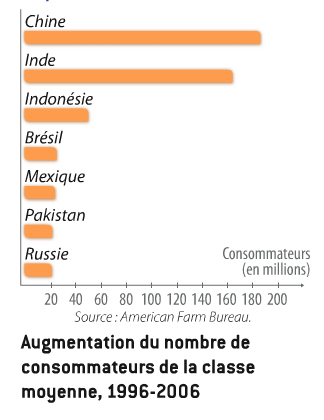 Chine
Inde
Indonésie
Brésil
Mexique
Pakistan
Russie
Consommateurs
(en millions)
20 40 60 80 100 120 140 160 180 200
Source : American Farm Bureau.
Augmentation du nombre de
consommateurs de la classe
moyenne, 1996-2006